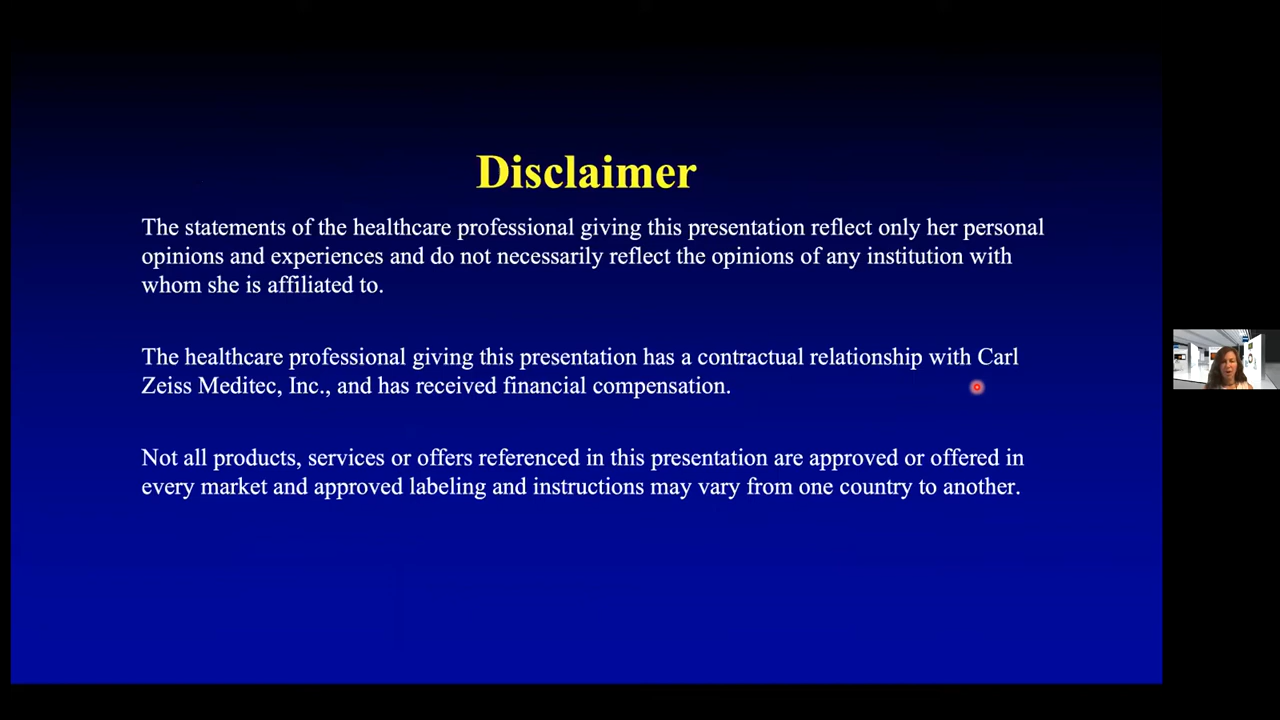 Disclaimer
The statements of the healthcare professional giving this presentation reflect only her personal
opinions and experiences and do not necessarily reflect the opinions of any institution with
whom she is affiliated to.
The healthcare professional giving this presentation has a contractual relationship with Carl
Zeiss Meditec, Inc., and has received financial compensation.
Not all products, services or offers referenced in this presentation are approved or offered in
every market and approved labeling and instructions may vary from one country to another.